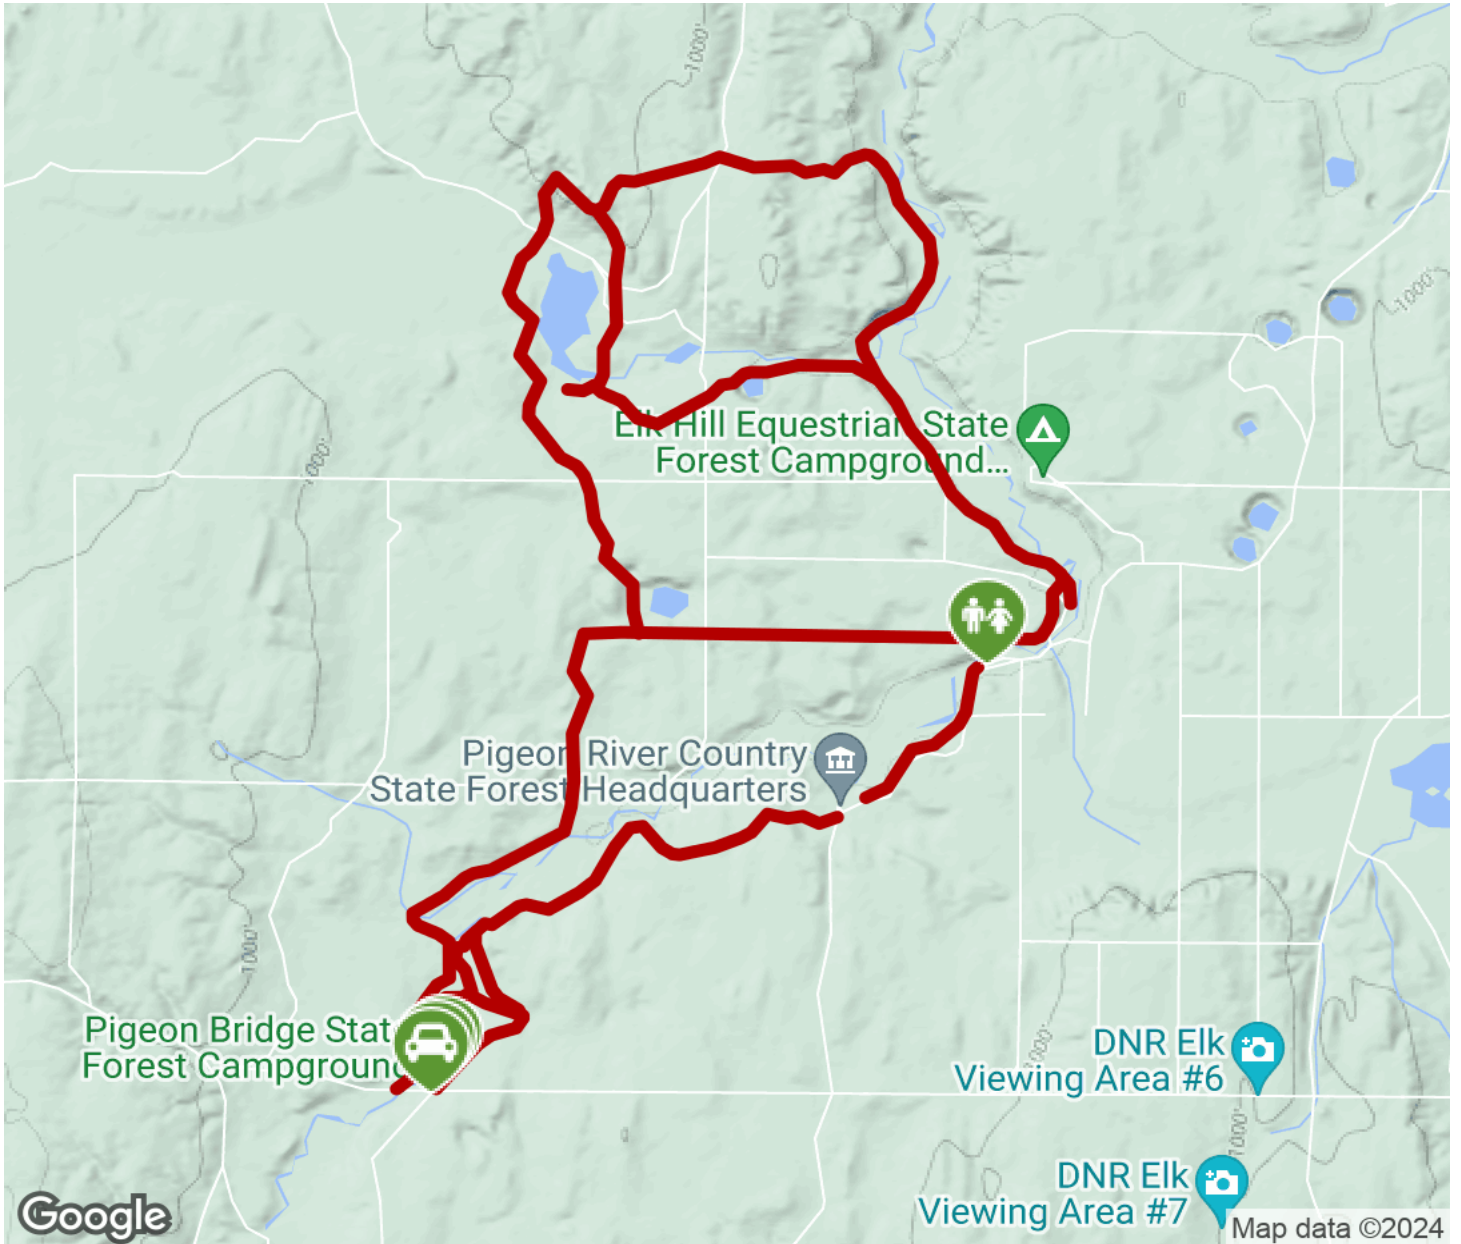 1000'
1000'
Elk Hill Equestrian State
Forest Campground...
1000'
Pigeon River Country
State Forest Headquarters
1000'
Pigeon Bridge Stat
Forest Campground
1000'
DNR Elk
Viewing Area #6
1000'
DNR Elk
Viewing Area #7
Google
Map data ©2024